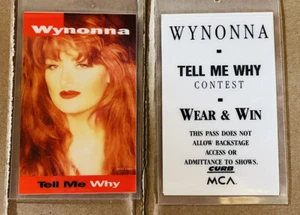 Wynonna
Tell Me Why
WYNONNA
-
TELL ME WHY
CONTEST
-
WEAR & WIN
THIS PASS DOES NOT
ALLOW BACKSTAGE
ACCESS OR
ADMITTANCE TO SHOWS.
CURB
MCA